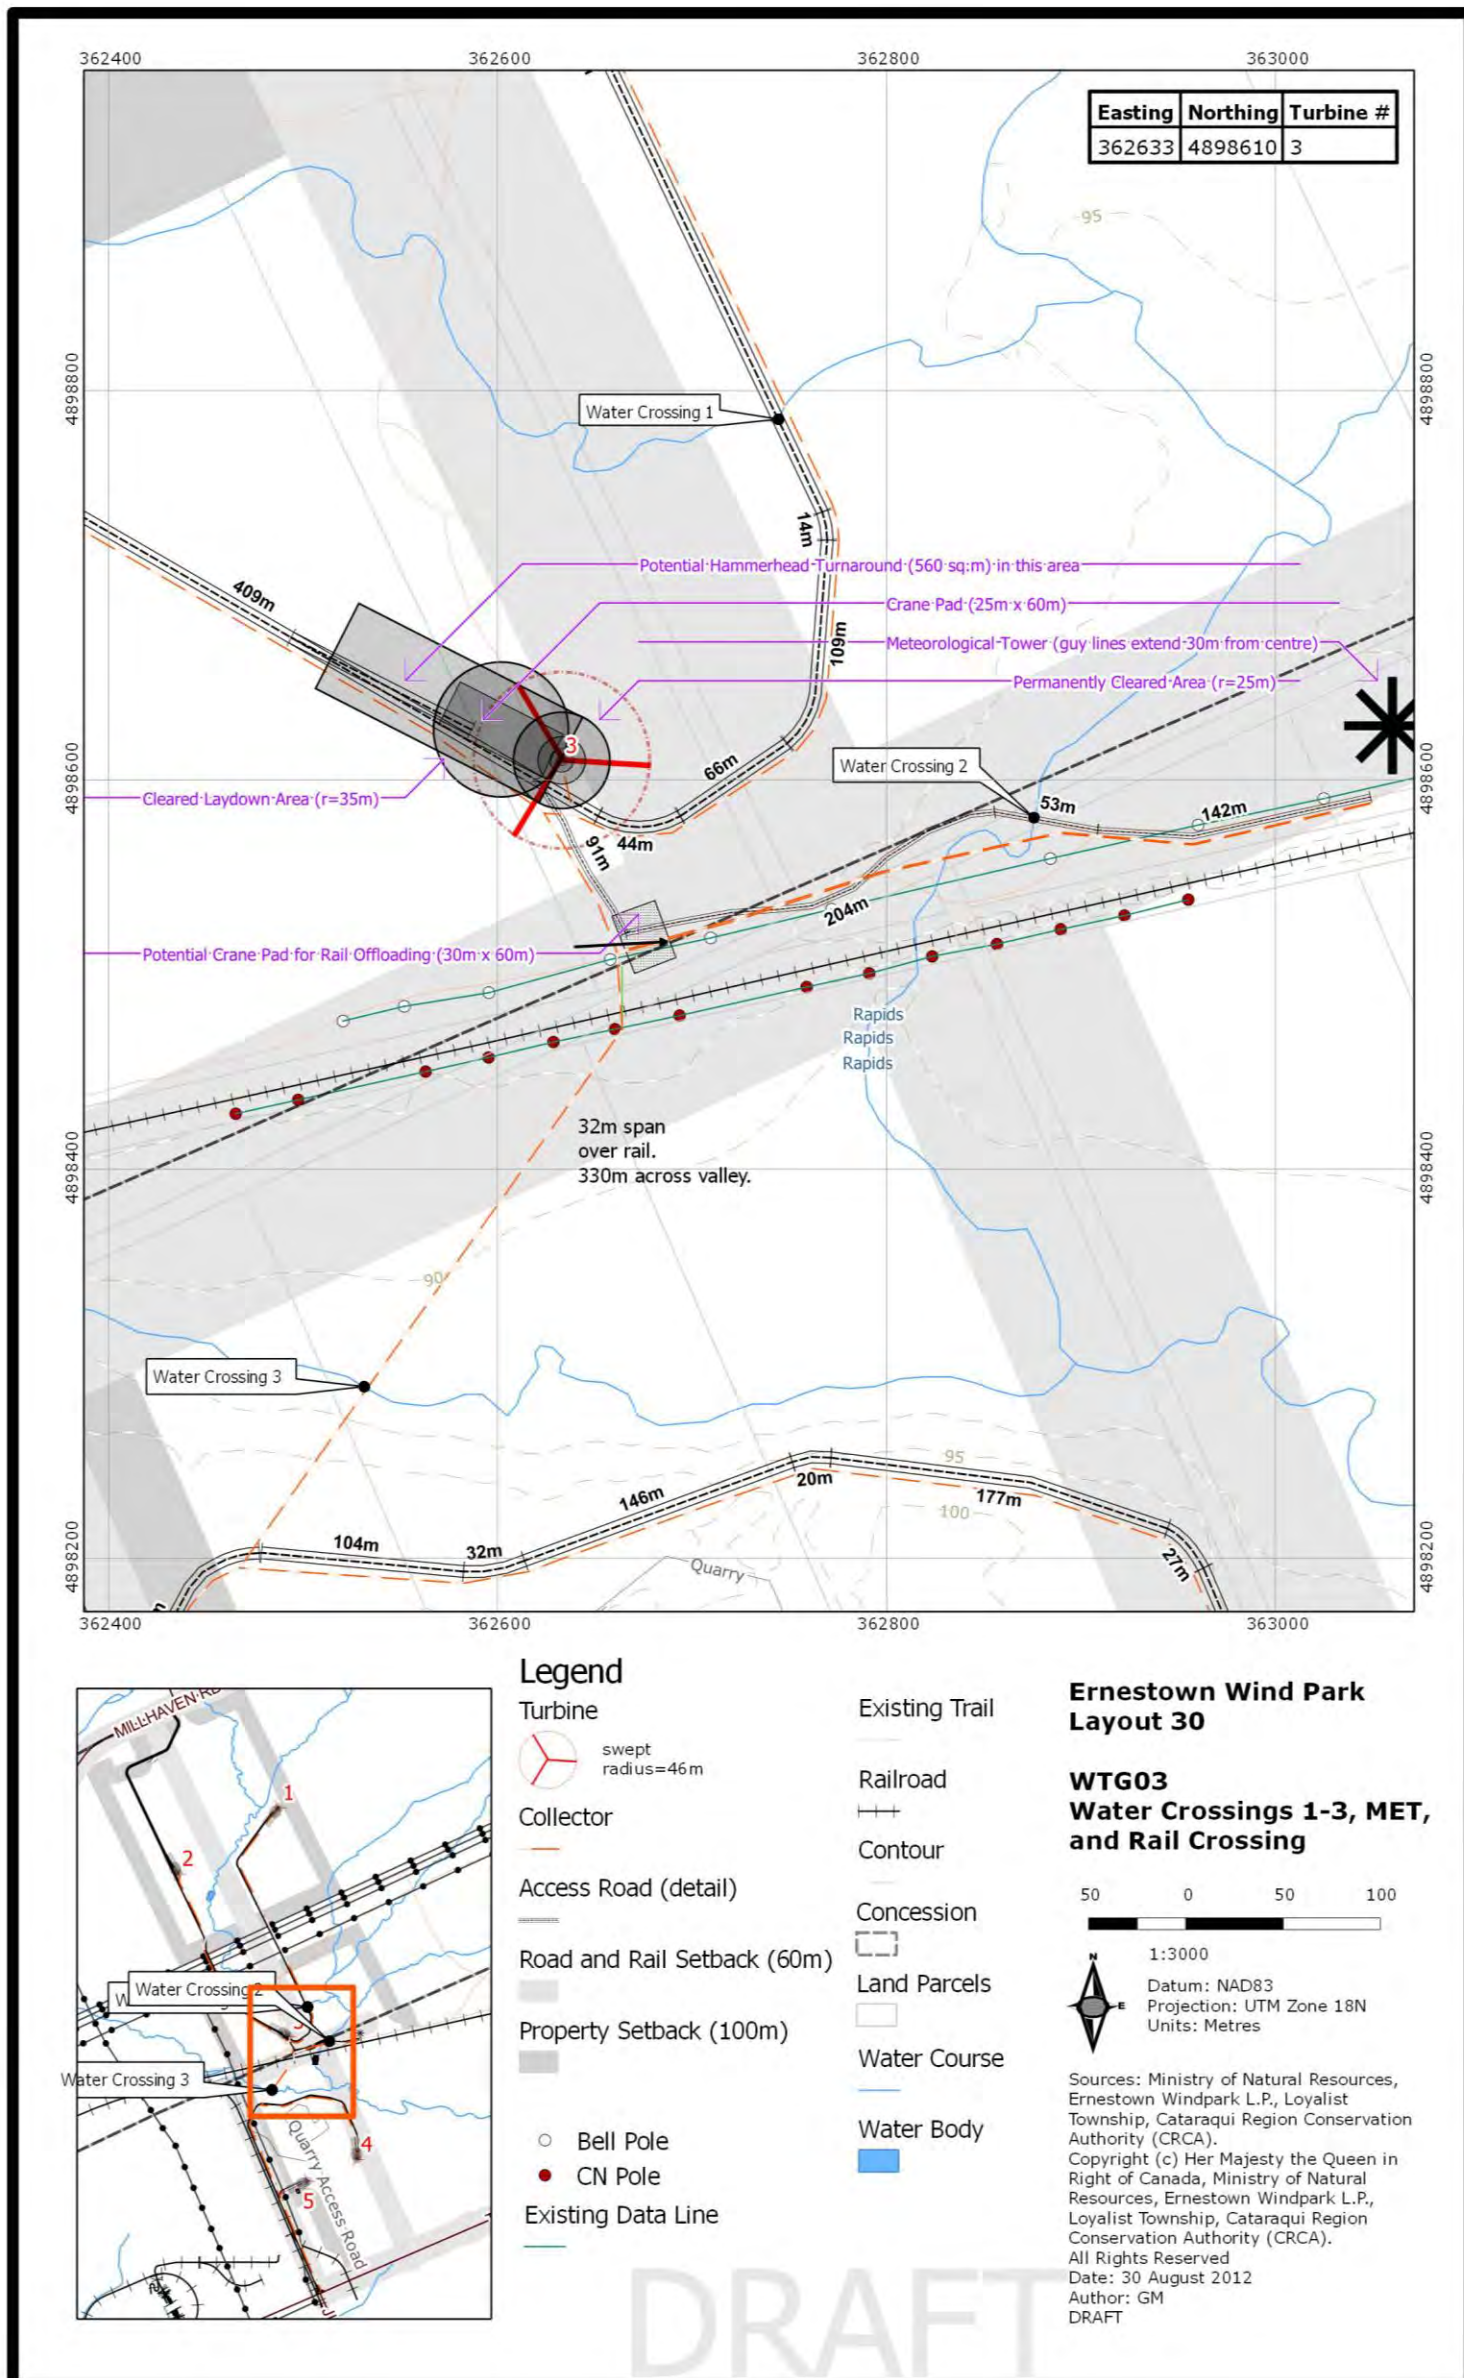 362400 362600 362800 363000
Easting Northing Turbine #
362633 4898610 3
95
4898800
4898800
Water Crossing 1
14m
Potential Hammerhead Turnaround (560 sq.m) in this area
409m
Crane Pad (25m x 60m)
109m
Meteorological Tower (guy lines extend 30m from centre)
Permanently Cleared Area (r=25m)
3
66m
Water Crossing 2
4898600
4898600
Cleared Laydown Area (r=35m)
53m
142m
44m
91m
204m
Potential Crane Pad for Rail Offloading (30m x 60m)
Rapids
Rapids
Rapids
32m span
over rail.
330m across valley.
4898400
4898400
90
Water Crossing 3
95
20m
146m
177m
100
104m
32m
27m
Quarry
4898200
4898200
m
362400 362600 362800 363000
MILLHAVEN RD
1
2
Water Crossing 2
W
3
Water Crossing 3
4
5
Quarry Access Road
Legend
Turbine
swept
radius=46m
Collector
Access Road (detail)
Road and Rail Setback (60m)
Property Setback (100m)
Bell Pole
CN Pole
Existing Data Line
Existing Trail
Railroad
Contour
Concession
Land Parcels
Water Course
Water Body
Ernestown Wind Park
Layout 30
WTG03
Water Crossings 1-3, MET,
and Rail Crossing
50 0 50 100
1:3000
N
E
Datum: NAD83
Projection: UTM Zone 18N
Units: Metres
Sources: Ministry of Natural Resources,
Ernestown Windpark L.P., Loyalist
Township, Cataraqui Region Conservation
Authority (CRCA).
Copyright (c) Her Majesty the Queen in
Right of Canada, Ministry of Natural
Resources, Ernestown Windpark L.P.,
Loyalist Township, Cataraqui Region
Conservation Authority (CRCA).
All Rights Reserved
Date: 30 August 2012
Author: GM
DRAFT
DRAFT